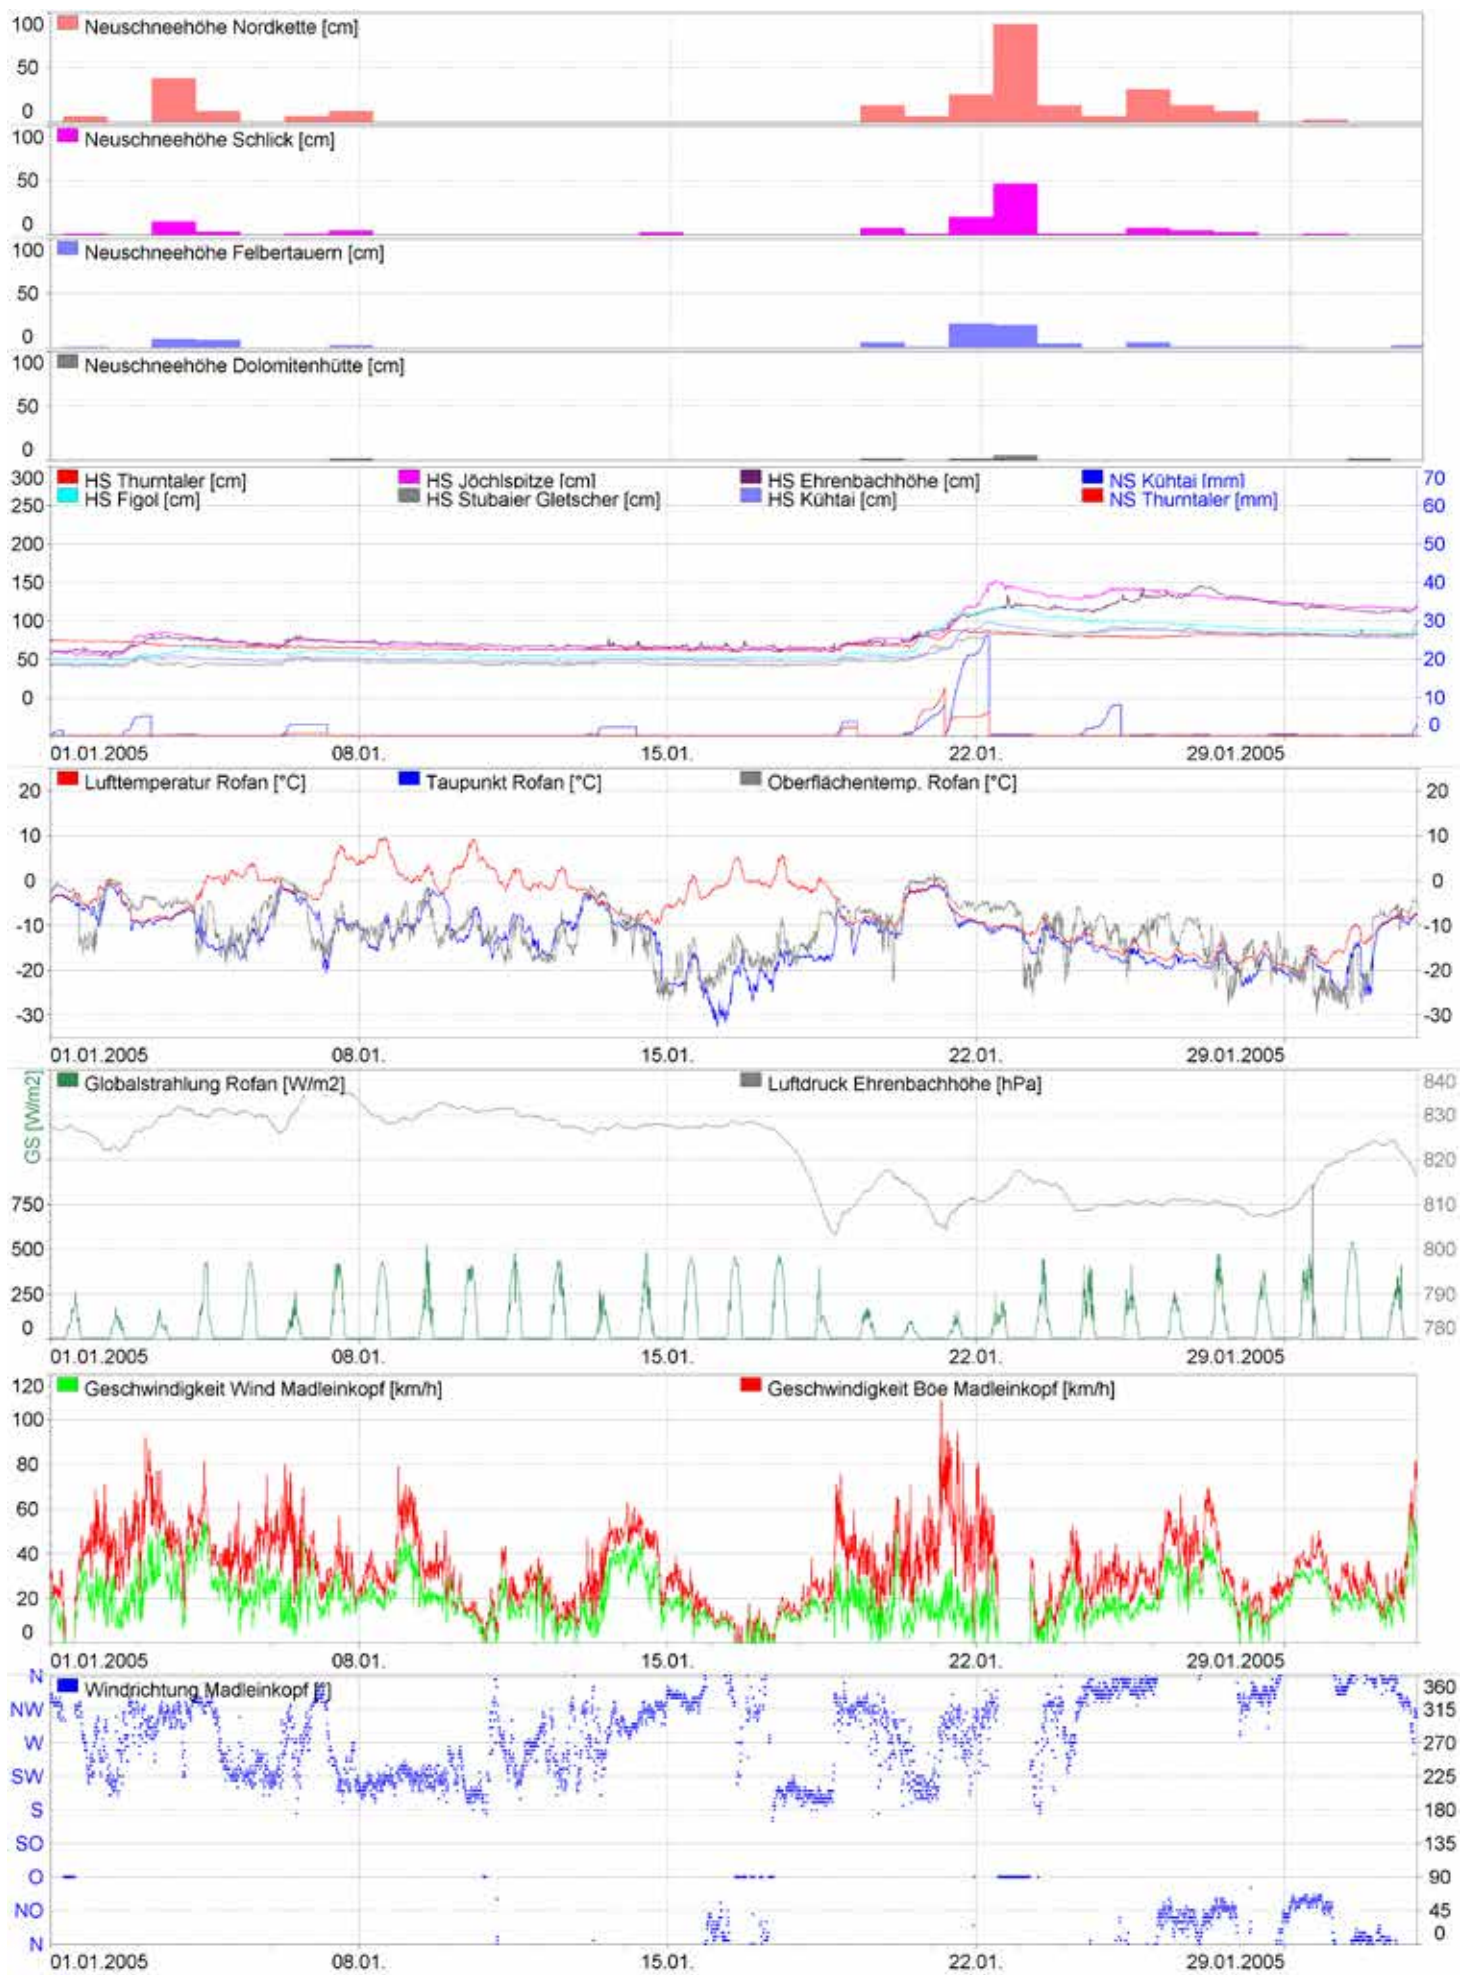 100 Neuschneehöhe Nordkette [cm]
50
0
100 Neuschneehöhe Schlick [cm]
50
0
100 Neuschneehöhe Felbertauern [cm]
50
0
100 Neuschneehöhe Dolomitenhütte [cm]
50
0
300 HS Thurntaler [cm] HS Jöchlspitze [cm] HS Ehrenbachhöhe [cm] NS Kühtai [mm] 70
250 HS Figol [cm] HS Stubaier Gletscher [cm] HS Kühtai [cm] NS Thurntaler [mm] 60
200 50
150 40
100 30
50 20
0 10
0
01.01.2005 08.01. 15.01. 22.01. 29.01.2005
20 Lufttemperatur Rofan [°C] Taupunkt Rofan [°C] Oberflächentemp. Rofan [°C] 20
10 10
0 0
-10 -10
-20 -20
-30 -30
01.01.2005 08.01. 15.01. 22.01. 29.01.2005
GS [W/m2] Globalstrahlung Rofan [W/m2] Luftdruck Ehrenbachhöhe [hPa] 840
830
820
750 810
500 800
250 790
0 780
01.01.2005 08.01. 15.01. 22.01. 29.01.2005
120 Geschwindigkeit Wind Madleinkopf [km/h] Geschwindigkeit Böe Madleinkopf [km/h]
100
80
60
40
20
0
01.01.2005 08.01. 15.01. 22.01. 29.01.2005
N Windrichtung Madleinkopf [°] 360
NW 315
W 270
SW 225
S 180
SO 135
O 90
NO 45
N 0
01.01.2005 08.01. 15.01. 22.01. 29.01.2005